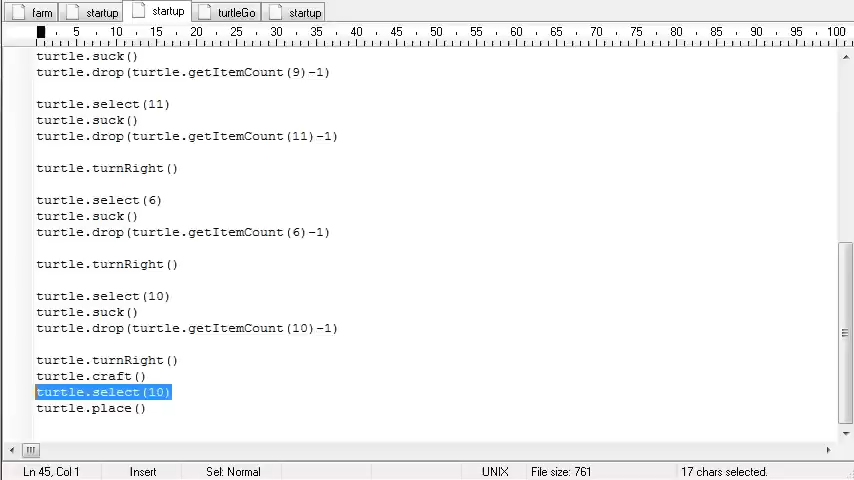 farm startup startup turtleGo startup
5 10 15 20 25 30 35 40 45 50 55 60 65 70 75 80 85 90 95 100
turtle.suck()
turtle.drop(turtle.getItemCount(9)-1)
turtle.select(11)
turtle.suck()
turtle.drop(turtle.getItemCount(11)-1)
turtle.turnRight()
turtle.select(6)
turtle.suck()
turtle.drop(turtle.getItemCount(6)-1)
turtle.turnRight()
turtle.select(10)
turtle.suck()
turtle.drop(turtle.getItemCount(10)-1)
turtle.turnRight()
turtle.craft()
turtle.select(10)
turtle.place()
Ln 45, Col 1 Insert Sel: Normal UNIX File size: 761 17 chars selected.